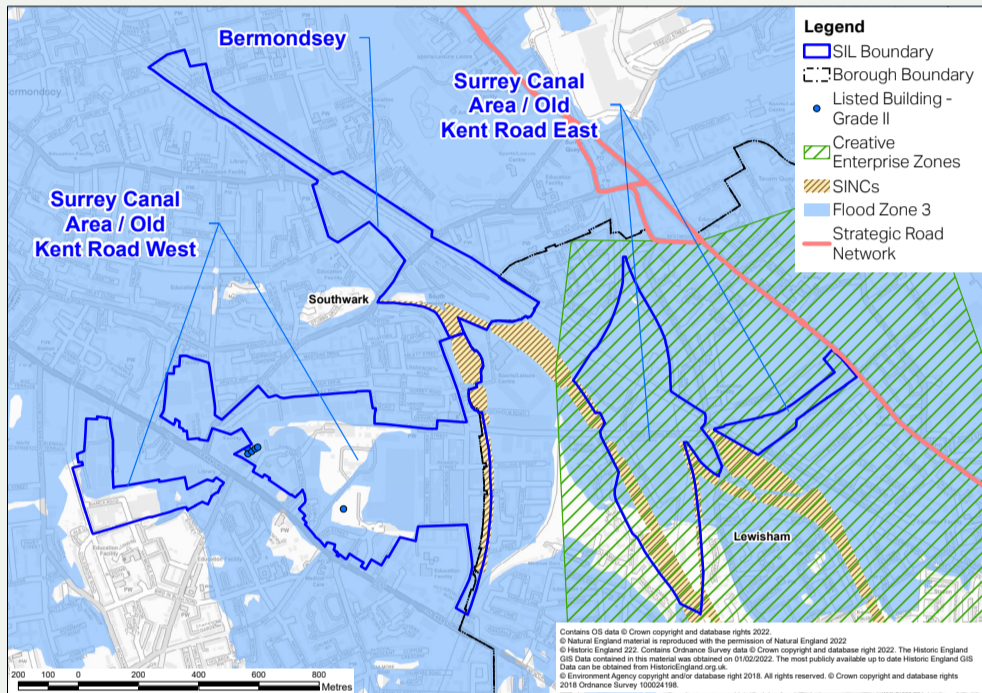 Bermondsey
Surrey Canal
Area / Old
Kent Road East
Surrey Canal
Area / Old
Kent Road West
Southwark
Lewisham
Legend
SIL Boundary
Borough Boundary
Listed Building -
Grade II
Creative
Enterprise Zones
SINCs
Flood Zone 3
Strategic Road
Network
200 100 0 200 400 600 800
Metres
Contains OS data © Crown copyright and database rights 2022.
© Natural England material is reproduced with the permission of Natural England 2022
© Historic England 222. Contains Ordnance Survey data © Crown copyright and database right 2022. The Historic England
GIS Data contained in this material was obtained on 01/02/2022. The most publicly available up to date Historic England GIS
Data can be obtained from HistoricEngland.org.uk.
© Environment Agency copyright and/or database right 2018. All rights reserved. © Crown copyright and database rights
2018 Ordnance Survey 100024198.